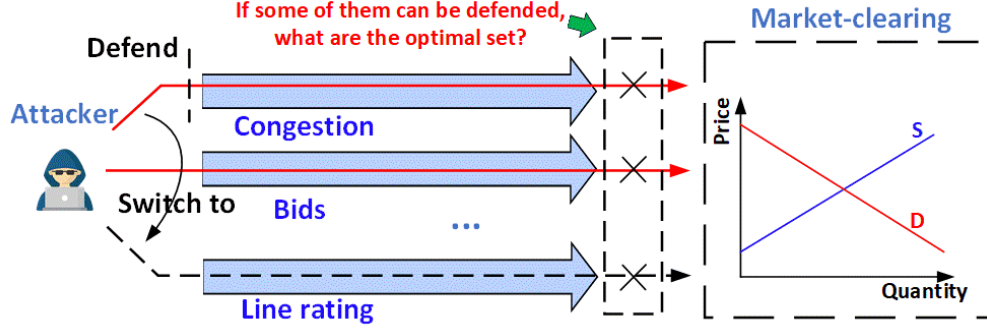 If some of them can be defended,
what are the optimal set?
Market-clearing
Defend
Attacker
Congestion
Switch to
Bids
...
Line rating
Price
S
D
Quantity